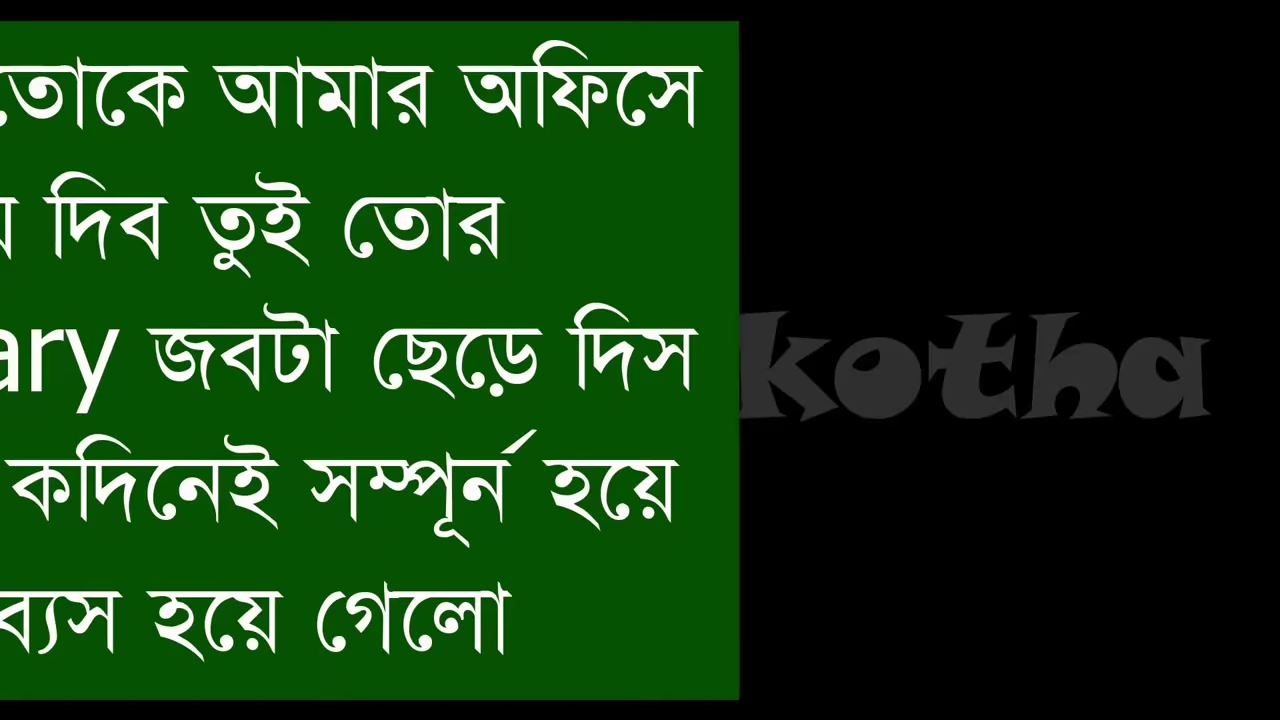 তোকে আমার অফিসে
দিব তুই তোর
ary জবটা ছেড়ে দিস
কদিনেই সম্পূর্ন হয়ে
ব্যস হয়ে গেলো
kotha